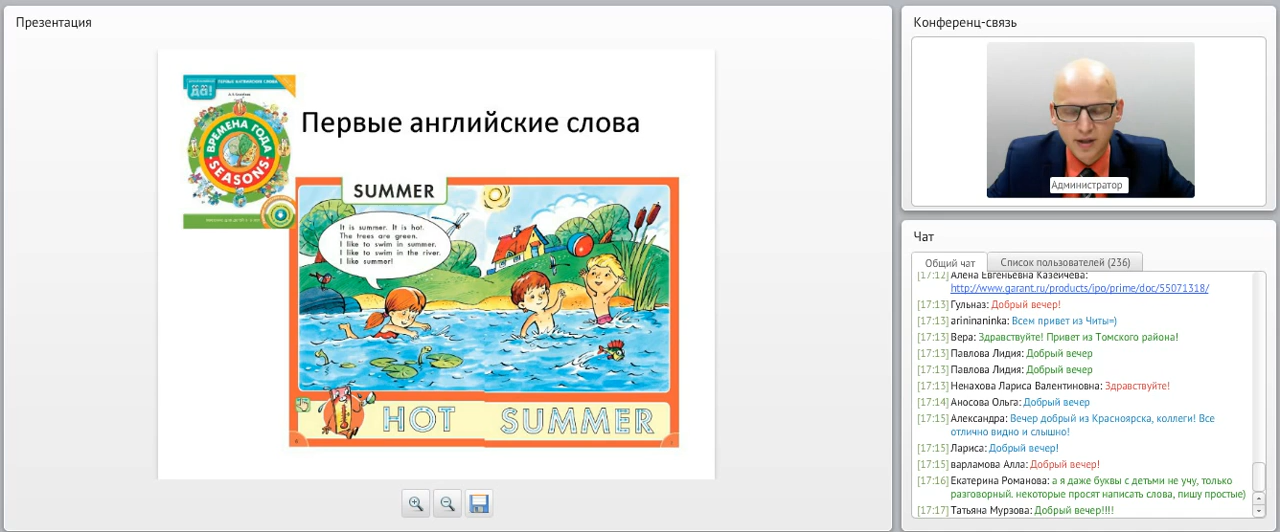 Презентация
ПЕРВЫЕ АНГЛИЙСКИЕ СЛОВА
ДА!
ВРЕМЕНА ГОДА
SEASONS
Первые английские слова
SUMMER
It is summer. It is hot.
The trees are green.
I like to swim in summer.
I like to swim in the river.
I like summer!
HOT SUMMER
Конференц-связь
Администратор
Чат
Общий чат
Список пользователей (236)
[17:12] Алена Евгеньевна Казеичева:
http://www.garant.ru/products/ipo/prime/doc/55071318/
[17:13] Гульназ: Добрый вечер!
[17:13] arininaninka: Всем привет из Читы=)
[17:13] Вера: Здравствуйте! Привет из Томского района!
[17:13] Павлова Лидия: Добрый вечер
[17:13] Павлова Лидия: Добрый вечер
[17:13] Ненахова Лариса Валентиновна: Здравствуйте!
[17:14] Аносова Ольга: Добрый вечер
[17:15] Александра: Вечер добрый из Красноярска, коллеги! Все
отлично видно и слышно!
[17:15] Лариса: Добрый вечер!
[17:15] варламова Алла: Добрый вечер!
[17:16] Екатерина Романова: а я даже буквы с детьми не учу, только
разговорный. некоторые просят написать слова, пишу простые)
[17:17] Татьяна Мурзова: Добрый вечер!!!!